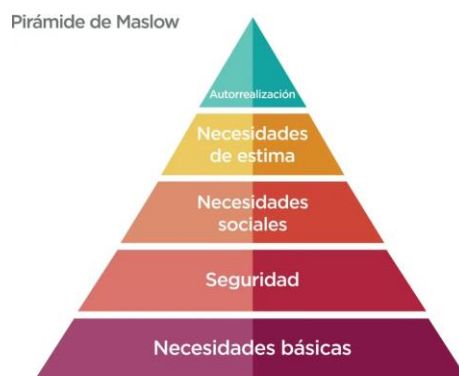 Pirámide de Maslow
Autorrealización
Necesidades
de estima
Necesidades
sociales
Seguridad
Necesidades básicas